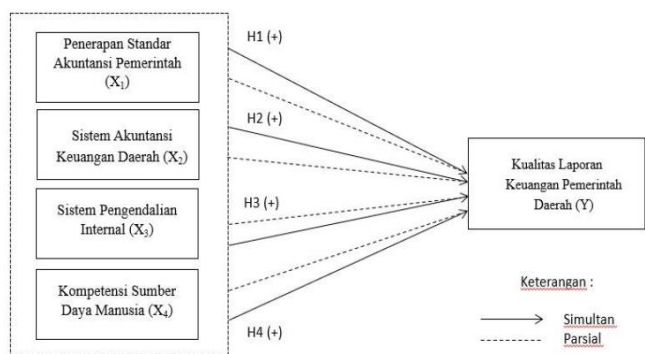 Penerapan Standar
Akuntansi Pemerintah
(X₁)
Sistem Akuntansi
Keuangan Daerah (X₂)
Sistem Pengendalian
Internal (X₃)
Kompetensi Sumber
Daya Manusia (X₄)
H1 (+)
H2 (+)
H3 (+)
H4 (+)
Kualitas Laporan
Keuangan Pemerintah
Daerah (Y)
Keterangan :
Simultan
Parsial